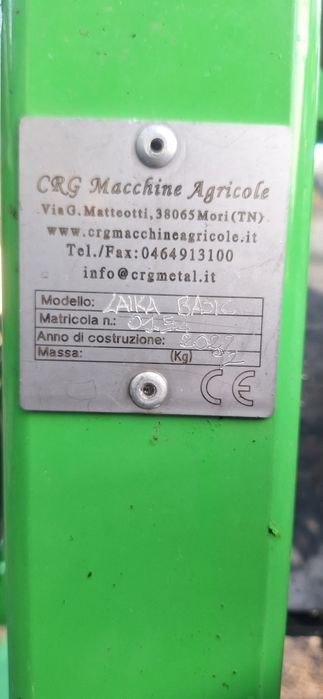 CRG Macchine Agricole
Via G. Matteotti, 38065 Mori (TN)
www.crgmacchineagricole.it
Tel./Fax: 0464913100
info@crgmetal.it
Modello: LAIKA BASIC
Matricola n.:
Anno di costruzione: 2022
Massa: (Kg)
CE